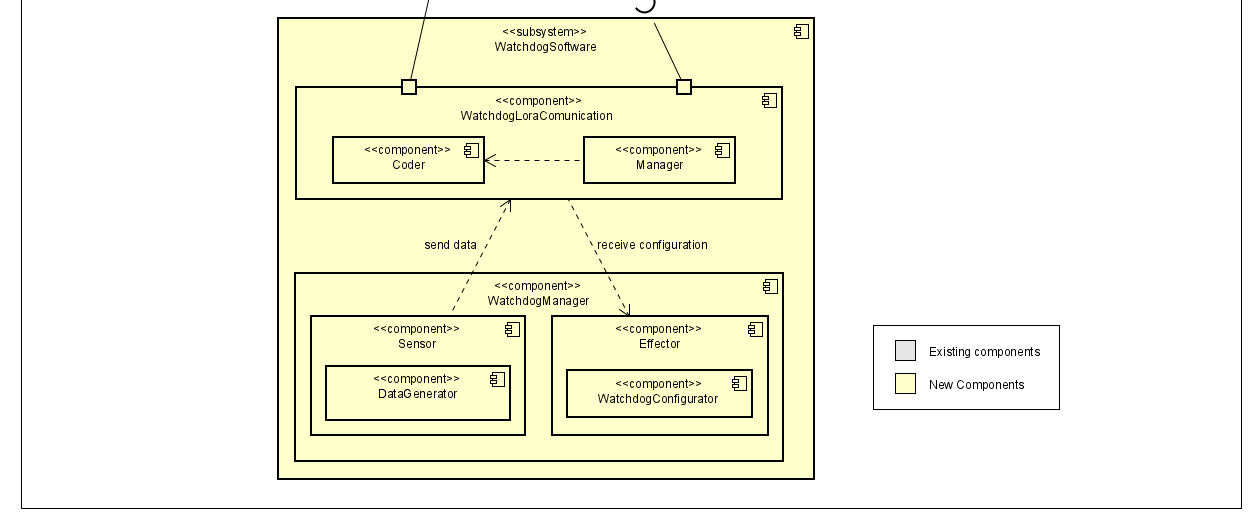 <<subsystem>>
WatchdogSoftware
<<component>>
WatchdogLoraComunication
<<component>>
Coder
<<component>>
Manager
send data
receive configuration
<<component>>
WatchdogManager
<<component>>
Sensor
<<component>>
DataGenerator
<<component>>
Effector
<<component>>
WatchdogConfigurator
Existing components
New Components